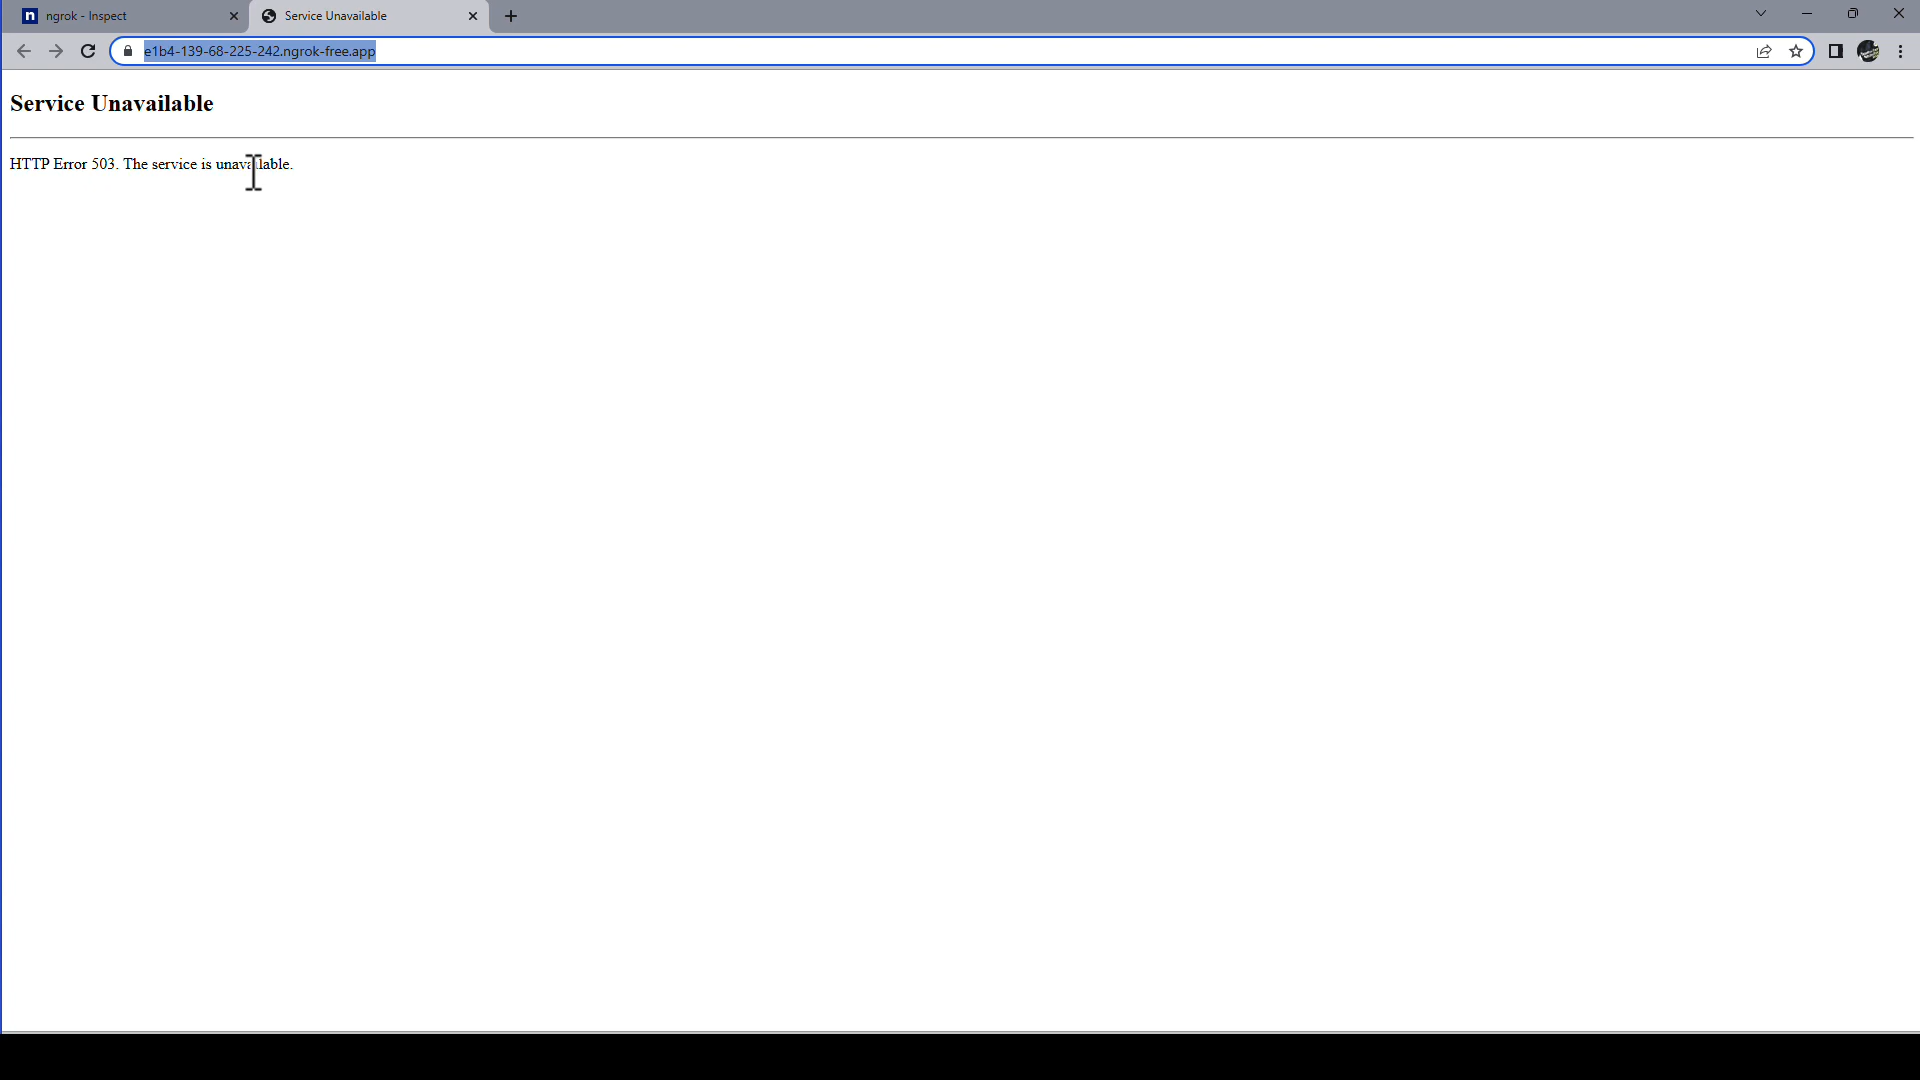 n ngrok - Inspect
Service Unavailable
e1b4-139-68-225-242.ngrok-free.app
Service Unavailable
HTTP Error 503. The service is unavailable.